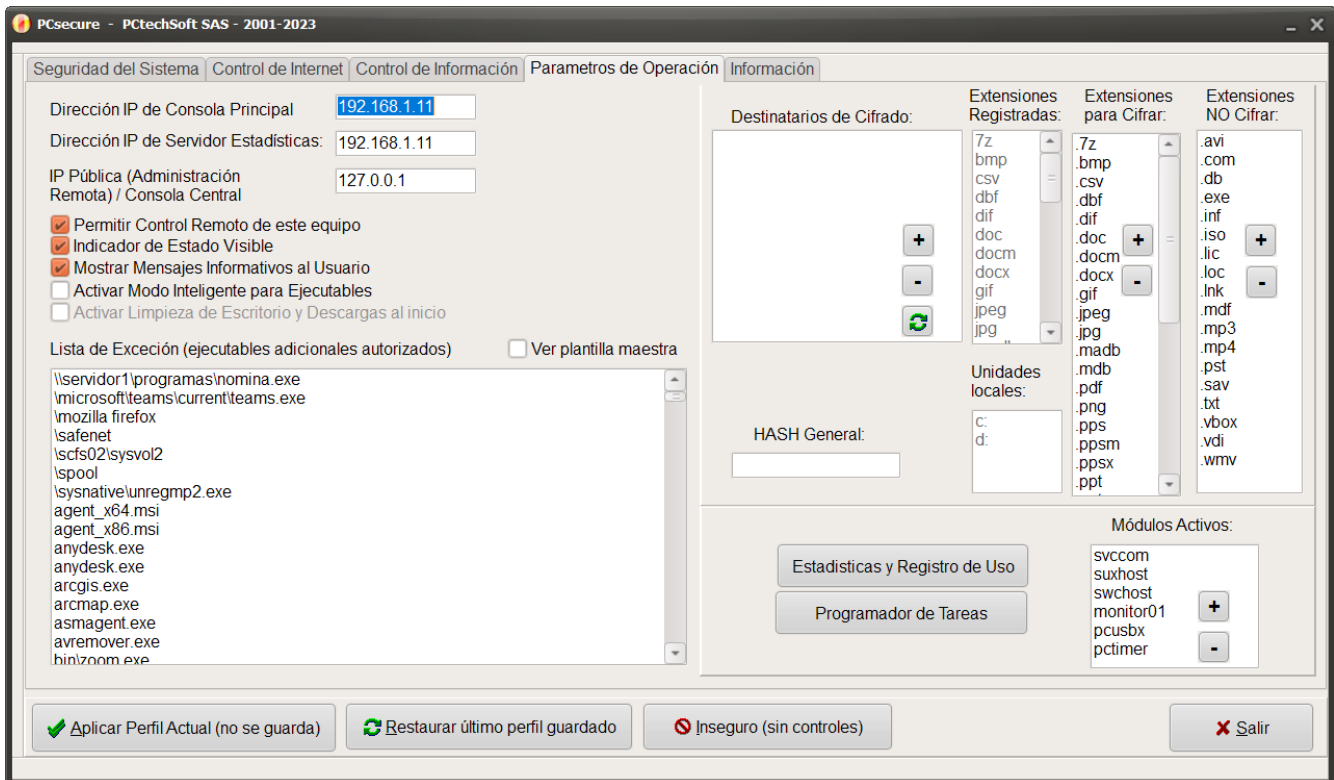 PCsecure - PCtechSoft SAS - 2001-2023
Seguridad del Sistema
Control de Internet
Control de Información
Parametros de Operación
Información
Dirección IP de Consola Principal
192.168.1.11
Dirección IP de Servidor Estadísticas:
192.168.1.11
IP Pública (Administración
Remota) / Consola Central
127.0.0.1
Permitir Control Remoto de este equipo
Indicador de Estado Visible
Mostrar Mensajes Informativos al Usuario
Activar Modo Inteligente para Ejecutables
Activar Limpieza de Escritorio y Descargas al inicio
Lista de Exceción (ejecutables adicionales autorizados)
Ver plantilla maestra
\\servidor1\programas\nomina.exe
\microsoft\teams\current\teams.exe
\mozilla firefox
\safenet
\scfs02\sysvol2
\spool
\sysnative\unregmp2.exe
agent_x64.msi
agent_x86.msi
anydesk.exe
anydesk.exe
arcgis.exe
arcmap.exe
asmagent.exe
avremover.exe
bin\zoom.exe
Destinatarios de Cifrado:
+
-
HASH General:
Extensiones
Registradas:
7z
bmp
csv
dbf
dif
doc
docm
docx
gif
jpeg
jpg
Unidades
locales:
c:
d:
Extensiones
para Cifrar:
.7z
.bmp
.csv
.dbf
.dif
.doc
.docm
.docx
.gif
.jpeg
.jpg
.madb
.mdb
.pdf
.png
.pps
.ppsm
.ppsx
.ppt
+
-
Extensiones
NO Cifrar:
.avi
.com
.db
.exe
.inf
.iso
.lic
.loc
.lnk
.mdf
.mp3
.mp4
.pst
.sav
.txt
.vbox
.vdi
.wmv
+
-
Estadisticas y Registro de Uso
Programador de Tareas
Módulos Activos:
svccom
suxhost
swchost
monitor01
pcusbx
pctimer
+
-
Aplicar Perfil Actual (no se guarda)
Restaurar último perfil guardado
Inseguro (sin controles)
Salir